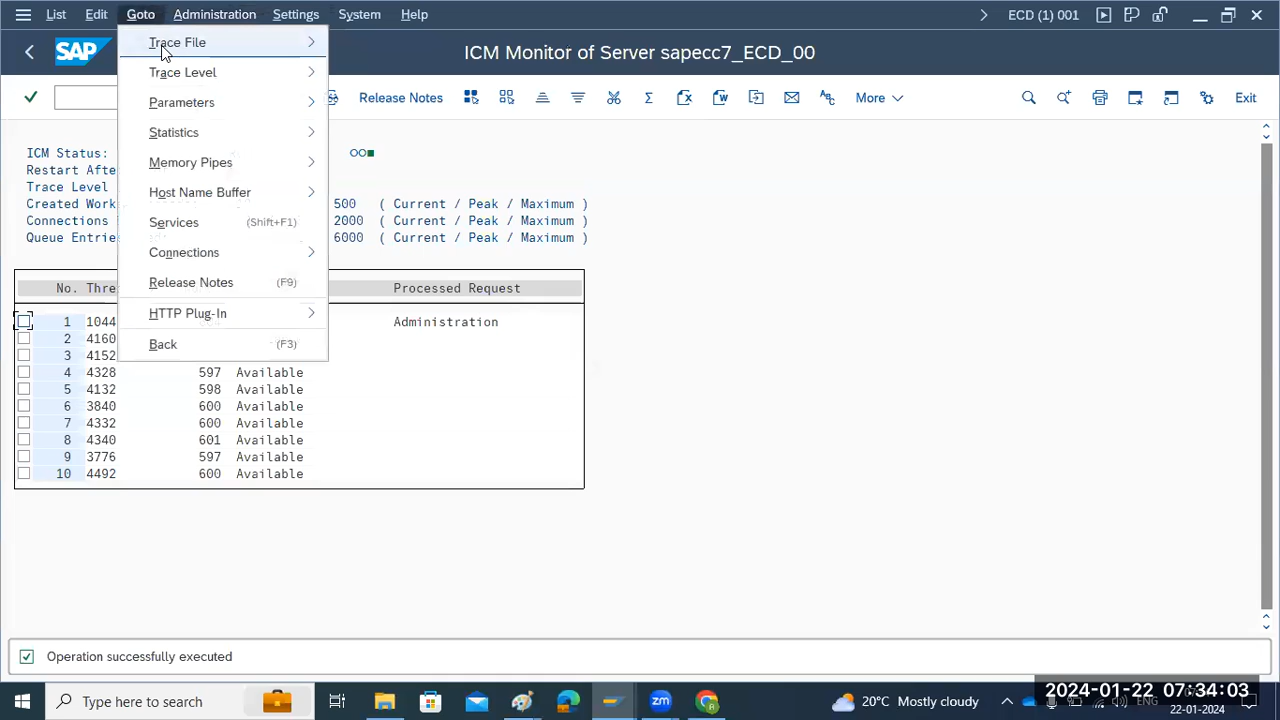 List Edit Goto Administration Settings System Help ECD (1) 001
SAP ICM Monitor of Server sapecc7_ECD_00
Release Notes More Exit
Trace File
Trace Level
Parameters
Statistics
Memory Pipes
Host Name Buffer
Services (Shift+F1)
Connections
Release Notes (F9)
HTTP Plug-In
Back (F3)
ICM Status:
Restart Afte
Trace Level
Created Work 500 ( Current / Peak / Maximum )
Connections 2000 ( Current / Peak / Maximum )
Queue Entrie 6000 ( Current / Peak / Maximum )
No. Thre Processed Request
1 1044 Administration
2 4160
3 4152
4 4328 597 Available
5 4132 598 Available
6 3840 600 Available
7 4332 600 Available
8 4340 601 Available
9 3776 597 Available
10 4492 600 Available
Operation successfully executed
Type here to search 20°C Mostly cloudy ENG
2024-01-22 07:34:03
22-01-2024